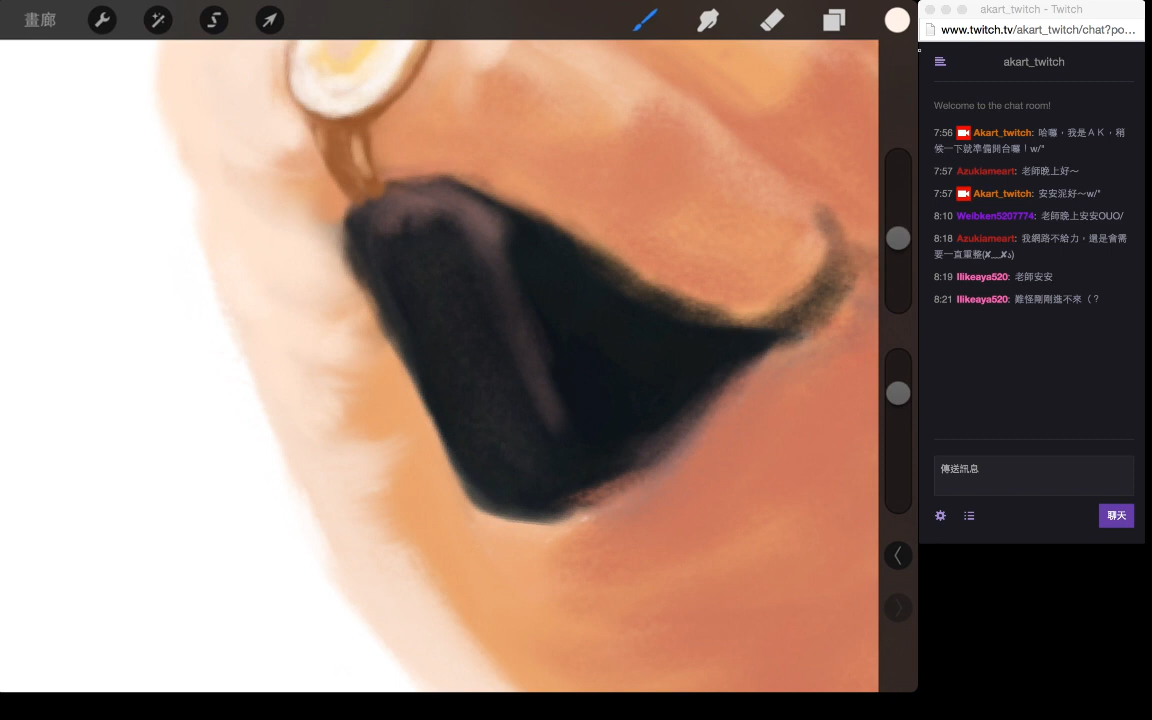 畫廊
akart_twitch - Twitch
www.twitch.tv/akart_twitch/chat?po…
akart_twitch
Welcome to the chat room!
7:56 Akart_twitch: 哈囉，我是ＡＫ，稍
候一下就準備開台囉！w/"
7:57 Azukiameart: 老師晚上好～
7:57 Akart_twitch: 安安泥好～w/"
8:10 Weibken5207774: 老師晚上安安OUO/
8:18 Azukiameart: 我網路不給力，還是會需
要一直重整(✘﹏✘ა)
8:19 Ilikeaya520: 老師安安
8:21 Ilikeaya520: 難怪剛剛進不來（？
傳送訊息
聊天